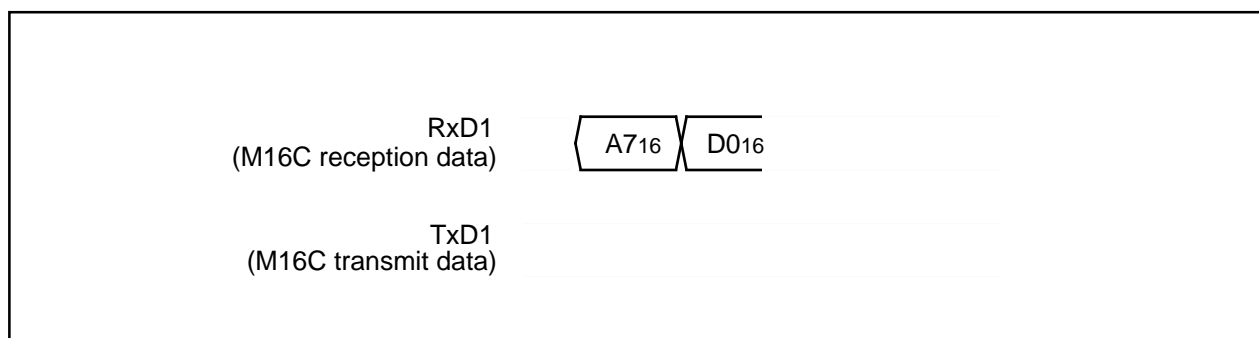 RxD1
(M16C reception data)
A716
D016
TxD1
(M16C transmit data)